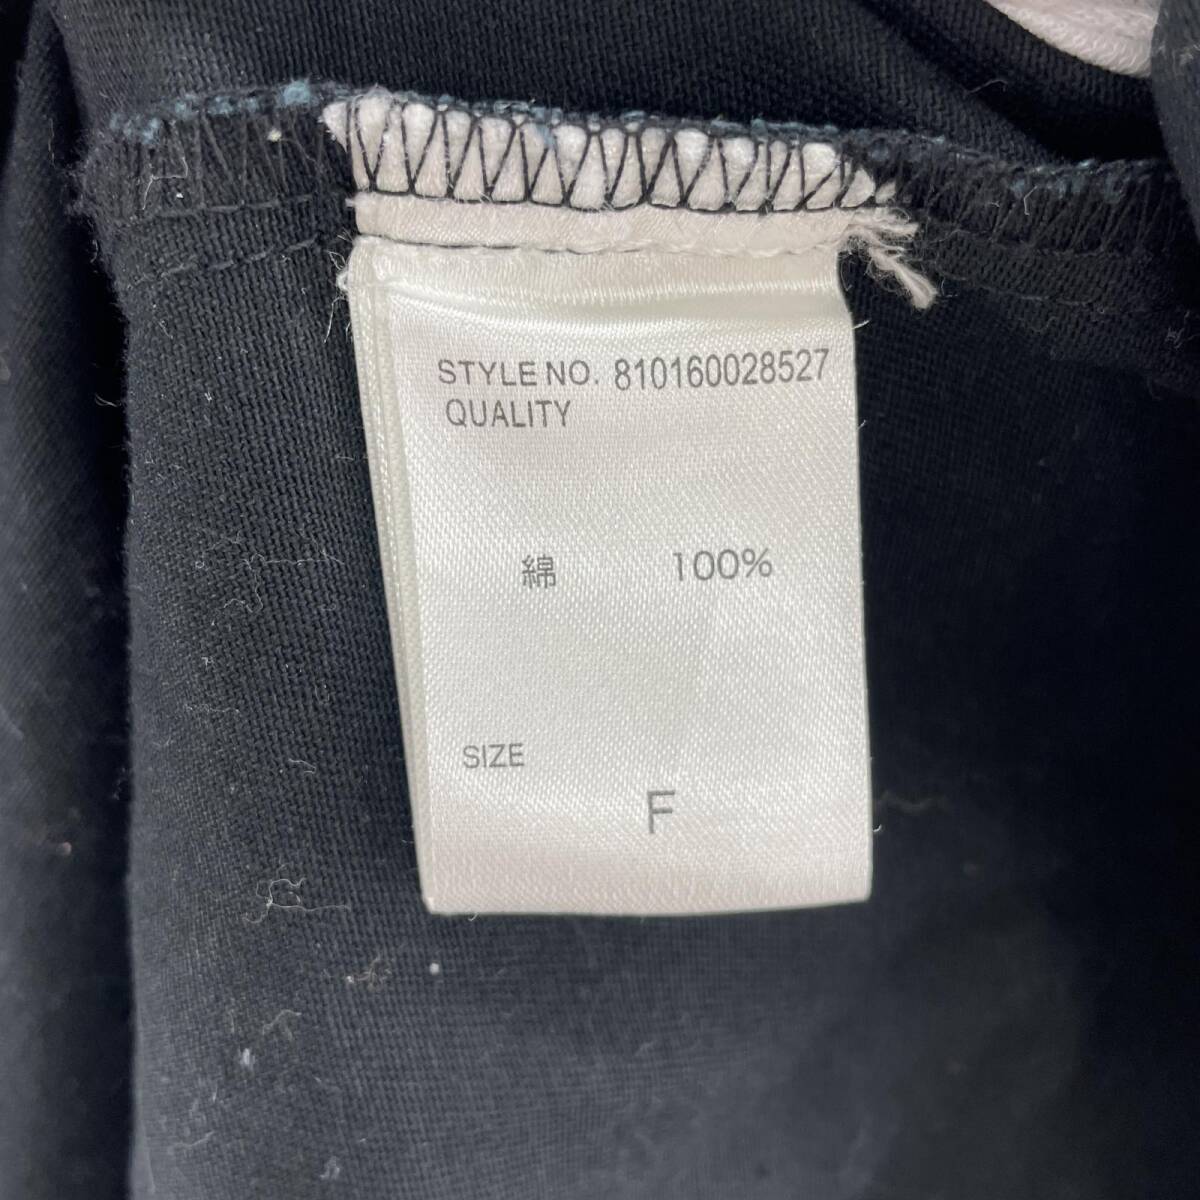 STYLE NO. 810160028527
QUALITY
綿 100%
SIZE
F